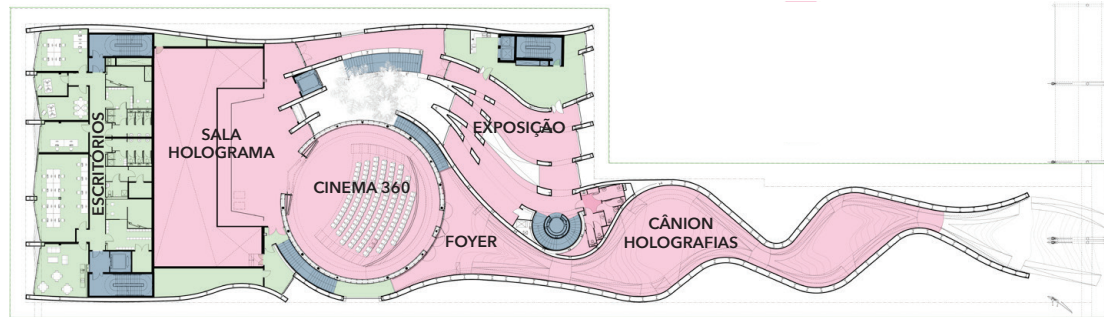 ESCRITÓRIOS
SALA
HOLOGRAMA
CINEMA 360
EXPOSIÇÃO
FOYER
CÂNION
HOLOGRAFIAS